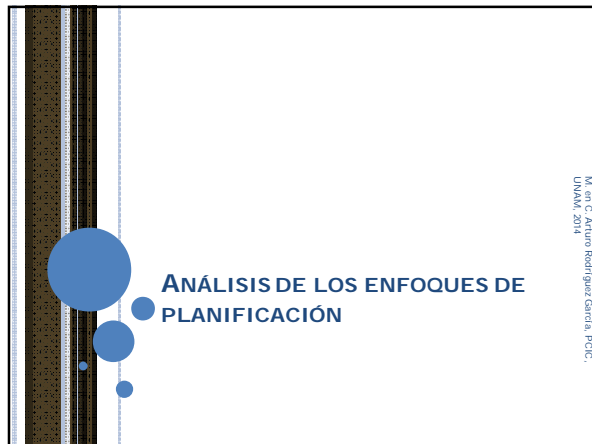 ANÁLISIS DE LOS ENFOQUES DE
PLANIFICACIÓN
M. en C. Arturo Rodríguez García, PCIC,
UNAM, 2014